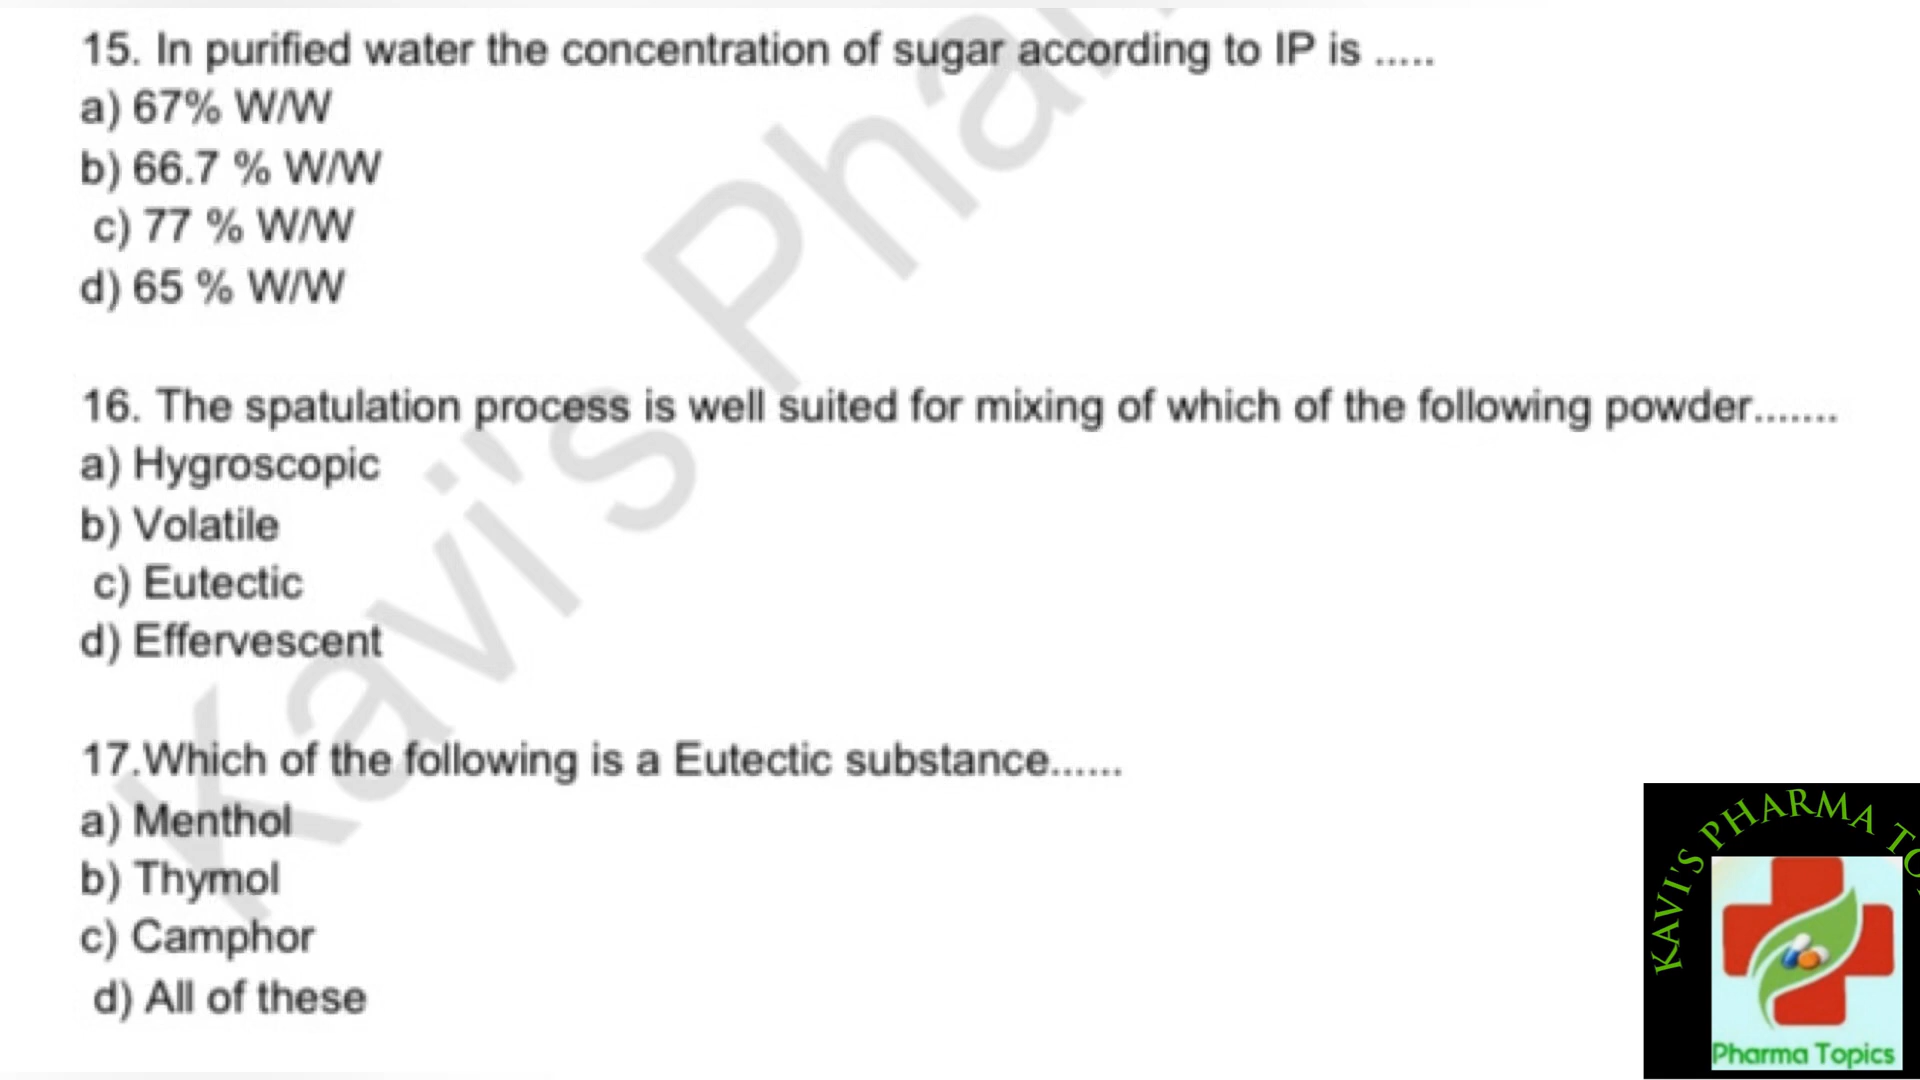 15. In purified water the concentration of sugar according to IP is .....
a) 67% W/W
b) 66.7 % W/W
c) 77 % W/W
d) 65 % W/W
16. The spatulation process is well suited for mixing of which of the following powder.......
a) Hygroscopic
b) Volatile
c) Eutectic
d) Effervescent
17.Which of the following is a Eutectic substance......
a) Menthol
b) Thymol
c) Camphor
d) All of these
Kavi's Phar
KAVI'S PHARMA TO
Pharma Topics